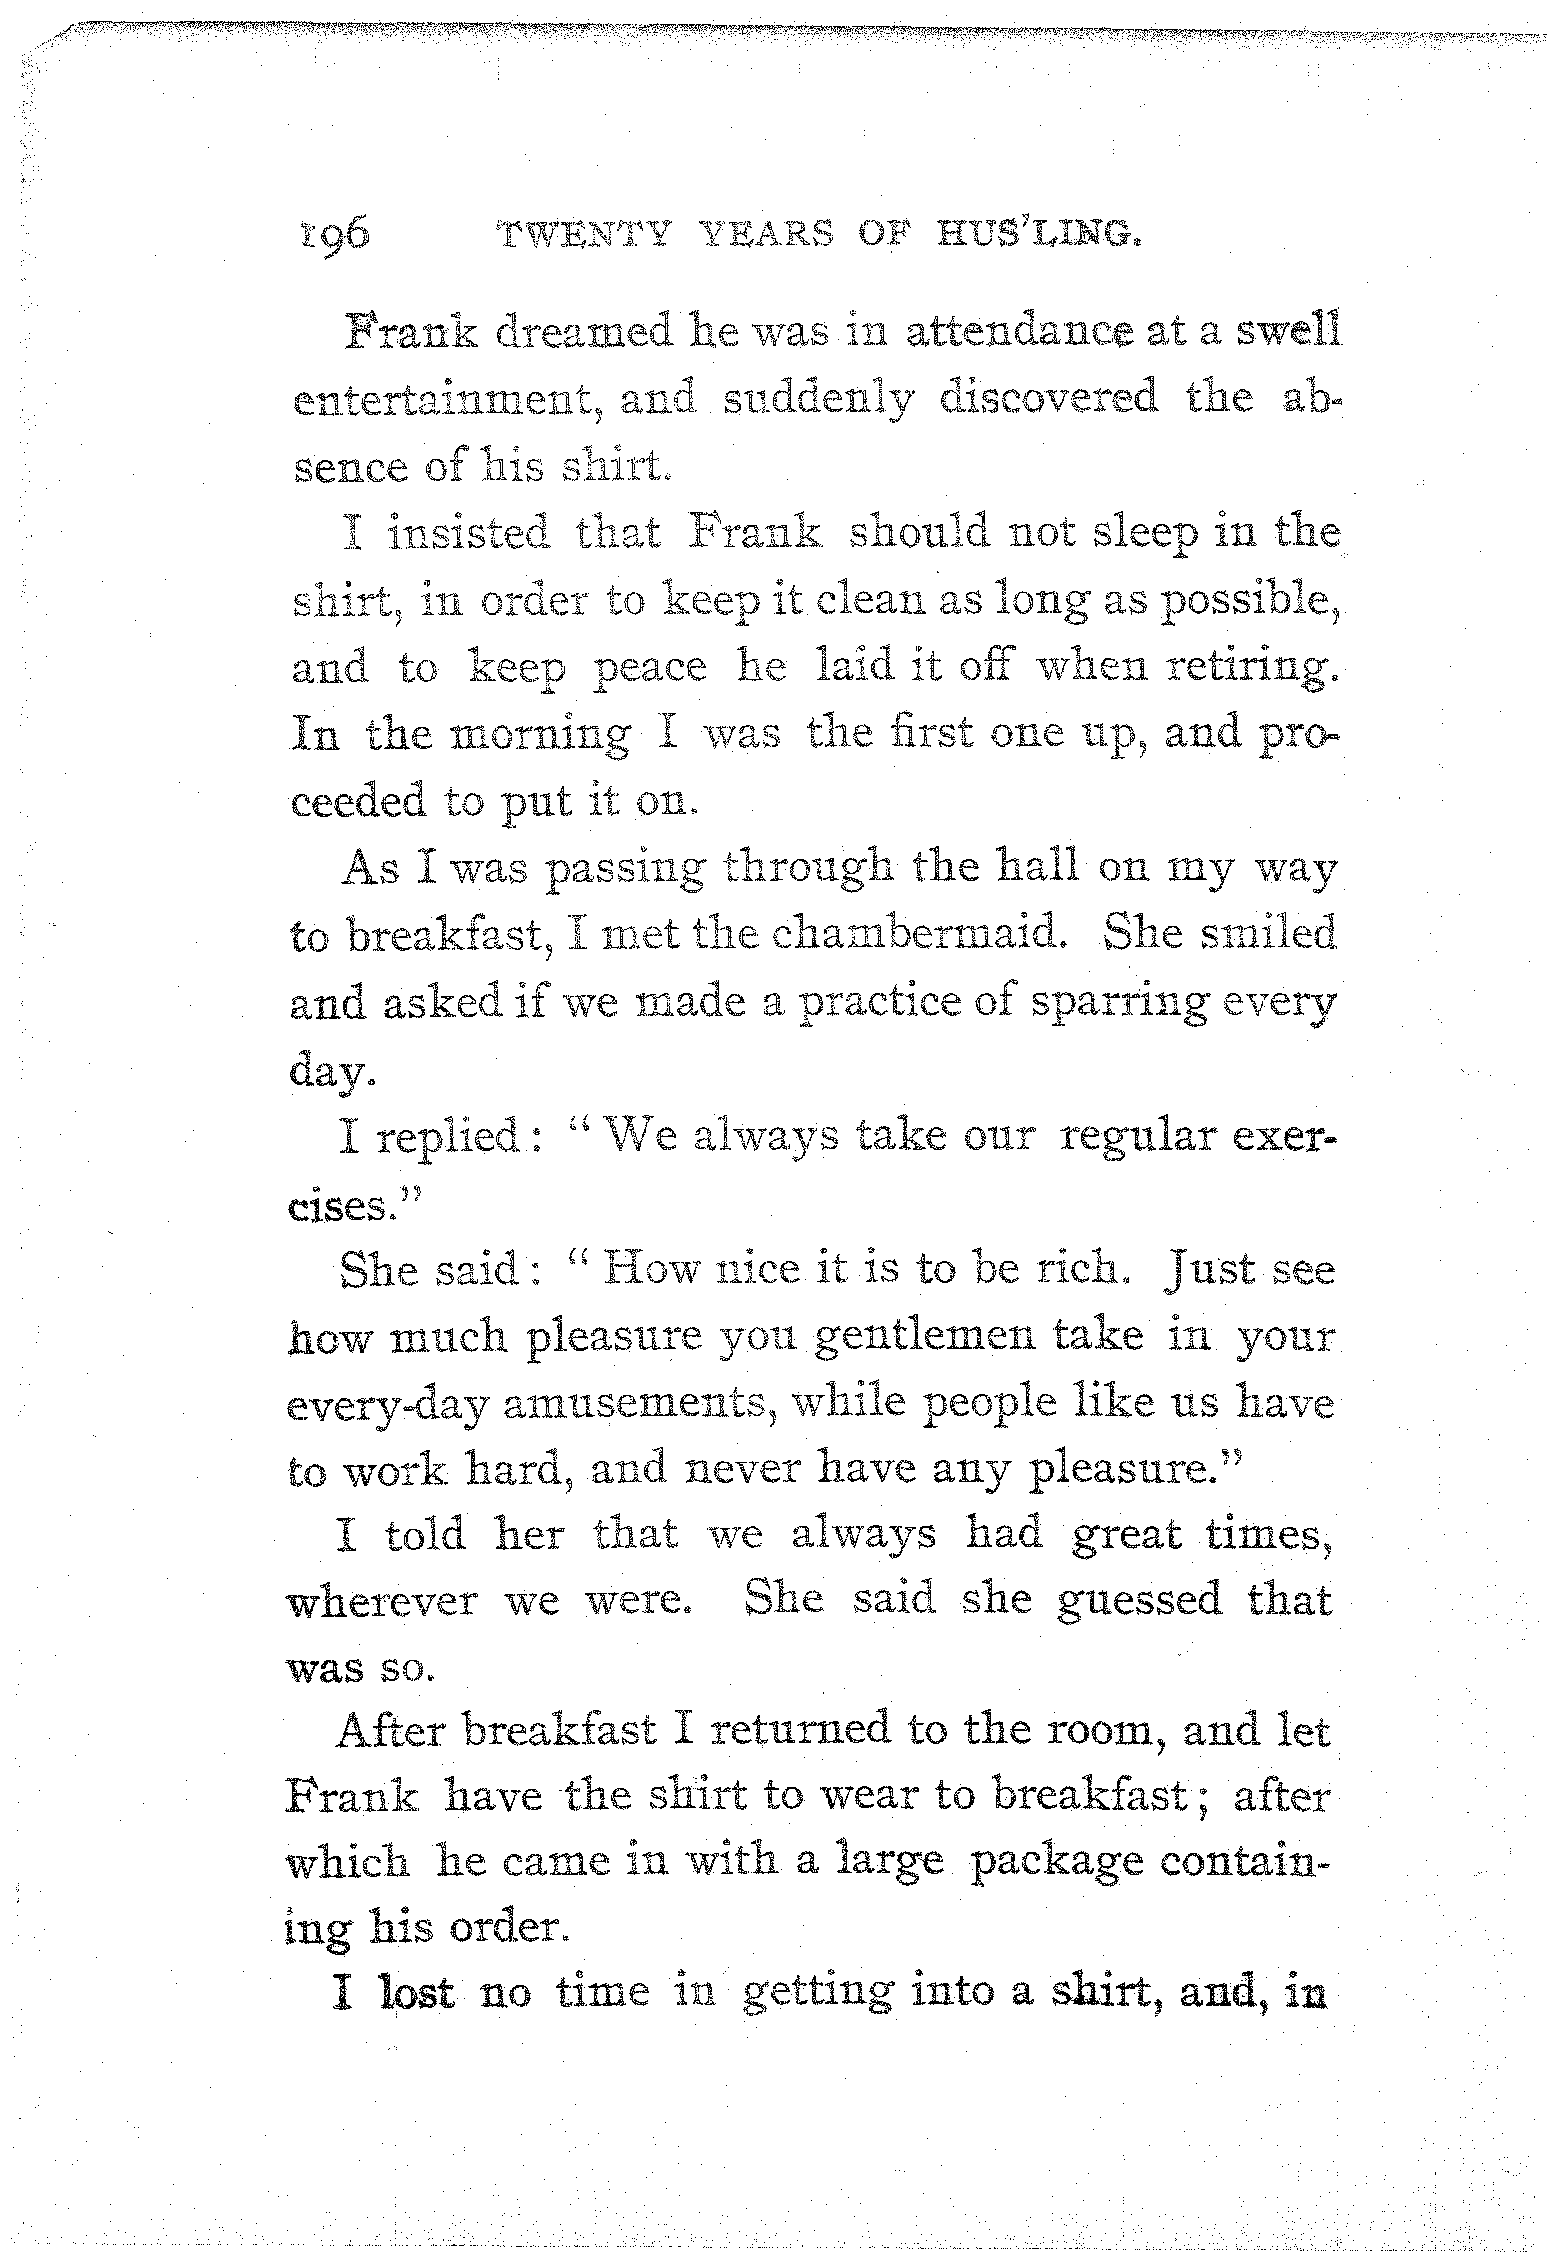 196 TWENTY YEARS OF HUS'LING.
Frank dreamed he was in attendance at a swell
entertainment, and suddenly discovered the ab-
sence of his shirt.
I insisted that Frank should not sleep in the
shirt, in order to keep it clean as long as possible,
and to keep peace he laid it off when retiring.
In the morning I was the first one up, and pro-
ceeded to put it on.
As I was passing through the hall on my way
to breakfast, I met the chambermaid. She smiled
and asked if we made a practice of sparring every
day.
I replied: "We always take our regular exer-
cises."
She said: "How nice it is to be rich. Just see
how much pleasure you gentlemen take in your
every-day amusements, while people like us have
to work hard, and never have any pleasure."
I told her that we always had great times,
wherever we were. She said she guessed that
was so.
After breakfast I returned to the room, and let
Frank have the shirt to wear to breakfast; after
which he came in with a large package contain-
ing his order.
I lost no time in getting into a shirt, and, in